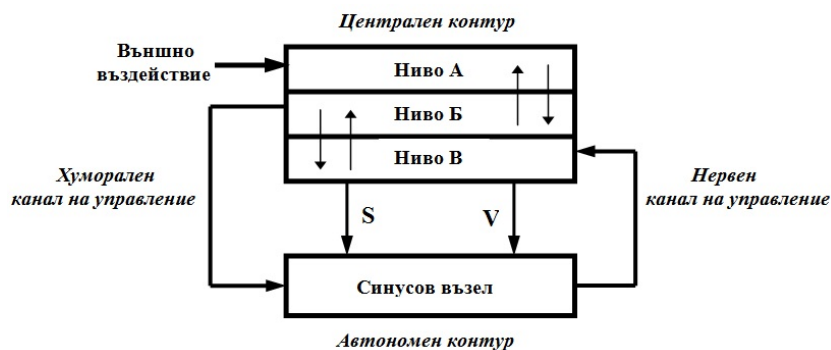 Централен контур
Външно
въздействие
Ниво А
Ниво Б
Ниво В
Хуморален
канал на управление
Нервен
канал на управление
S
V
Синусов възел
Автономен контур